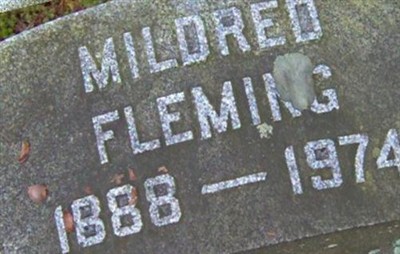 MILDRED
FLEMING
1888 — 1974